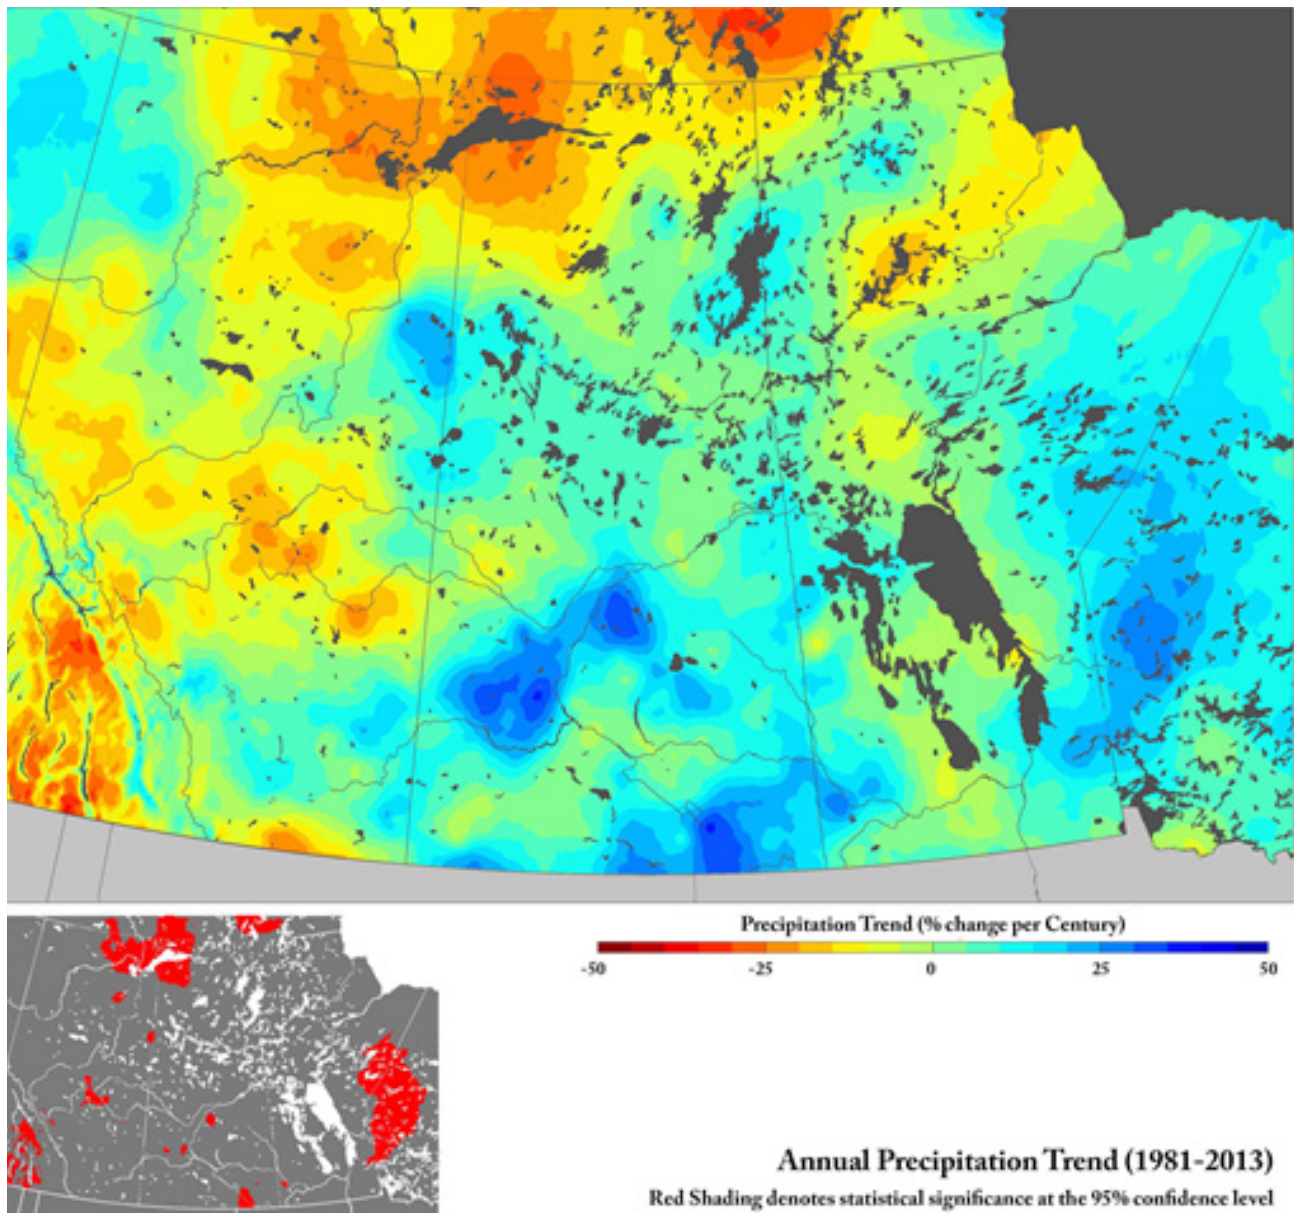 Precipitation Trend (% change per Century)
-50 -25 0 25 50
Annual Precipitation Trend (1981-2013)
Red Shading denotes statistical significance at the 95% confidence level